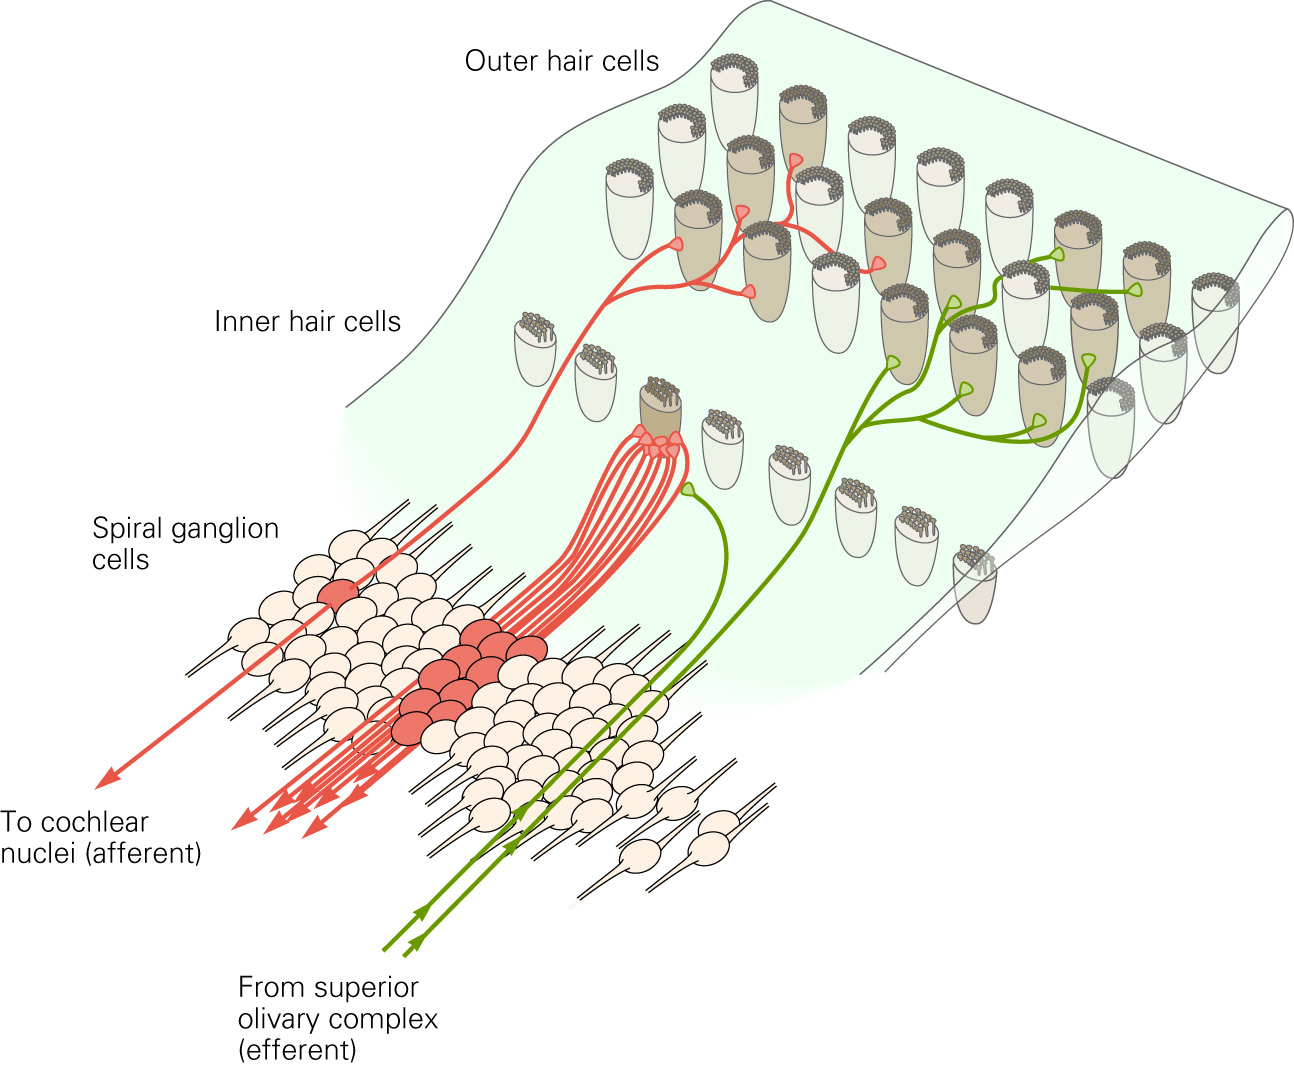 Outer hair cells
Inner hair cells
Spiral ganglion
cells
To cochlear
nuclei (afferent)
From superior
olivary complex
(efferent)